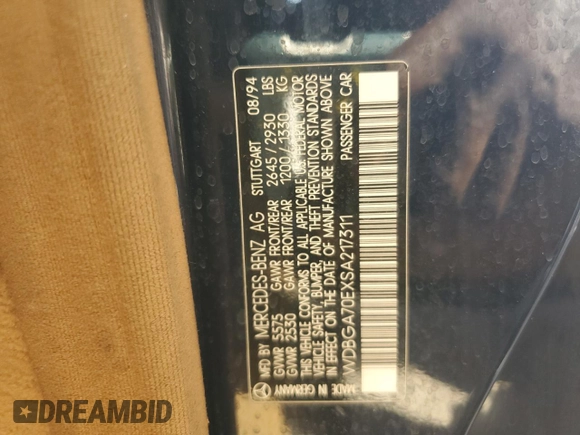 MFD BY MERCEDES-BENZ AG STUTTGART 08/94
GVWR 5575 GAWR FRONT/REAR 2645 / 2930 LBS
GVWR 2530 GAWR FRONT/REAR 1200 / 1330 KG
THIS VEHICLE CONFORMS TO ALL APPLICABLE U.S. FEDERAL MOTOR
VEHICLE SAFETY, BUMPER, AND THEFT PREVENTION STANDARDS
IN EFFECT ON THE DATE OF MANUFACTURE SHOWN ABOVE
WDBGA70EXSA217311 PASSENGER CAR
MADE IN GERMANY
DREAMBID